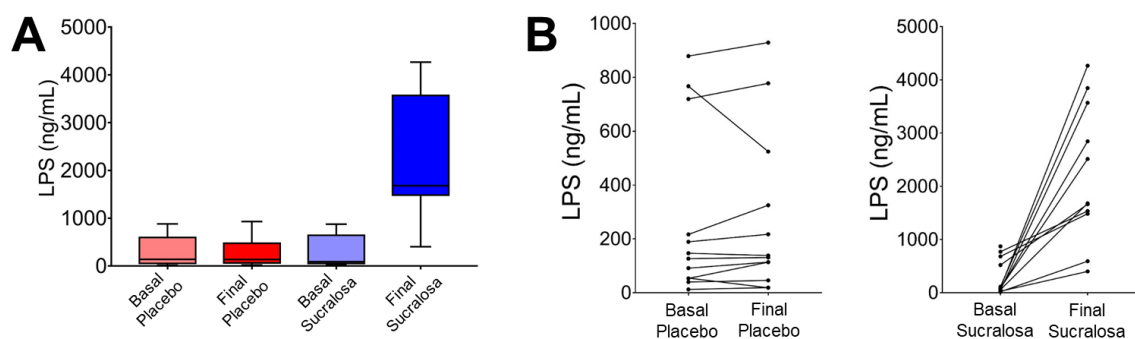 A
LPS (ng/mL)
5000
4000
3000
2000
1000
0
Basal
Placebo
Final
Placebo
Basal
Sucralosa
Final
Sucralosa
B
LPS (ng/mL)
1000
800
600
400
200
0
Basal
Placebo
Final
Placebo
LPS (ng/mL)
5000
4000
3000
2000
1000
0
Basal
Sucralosa
Final
Sucralosa